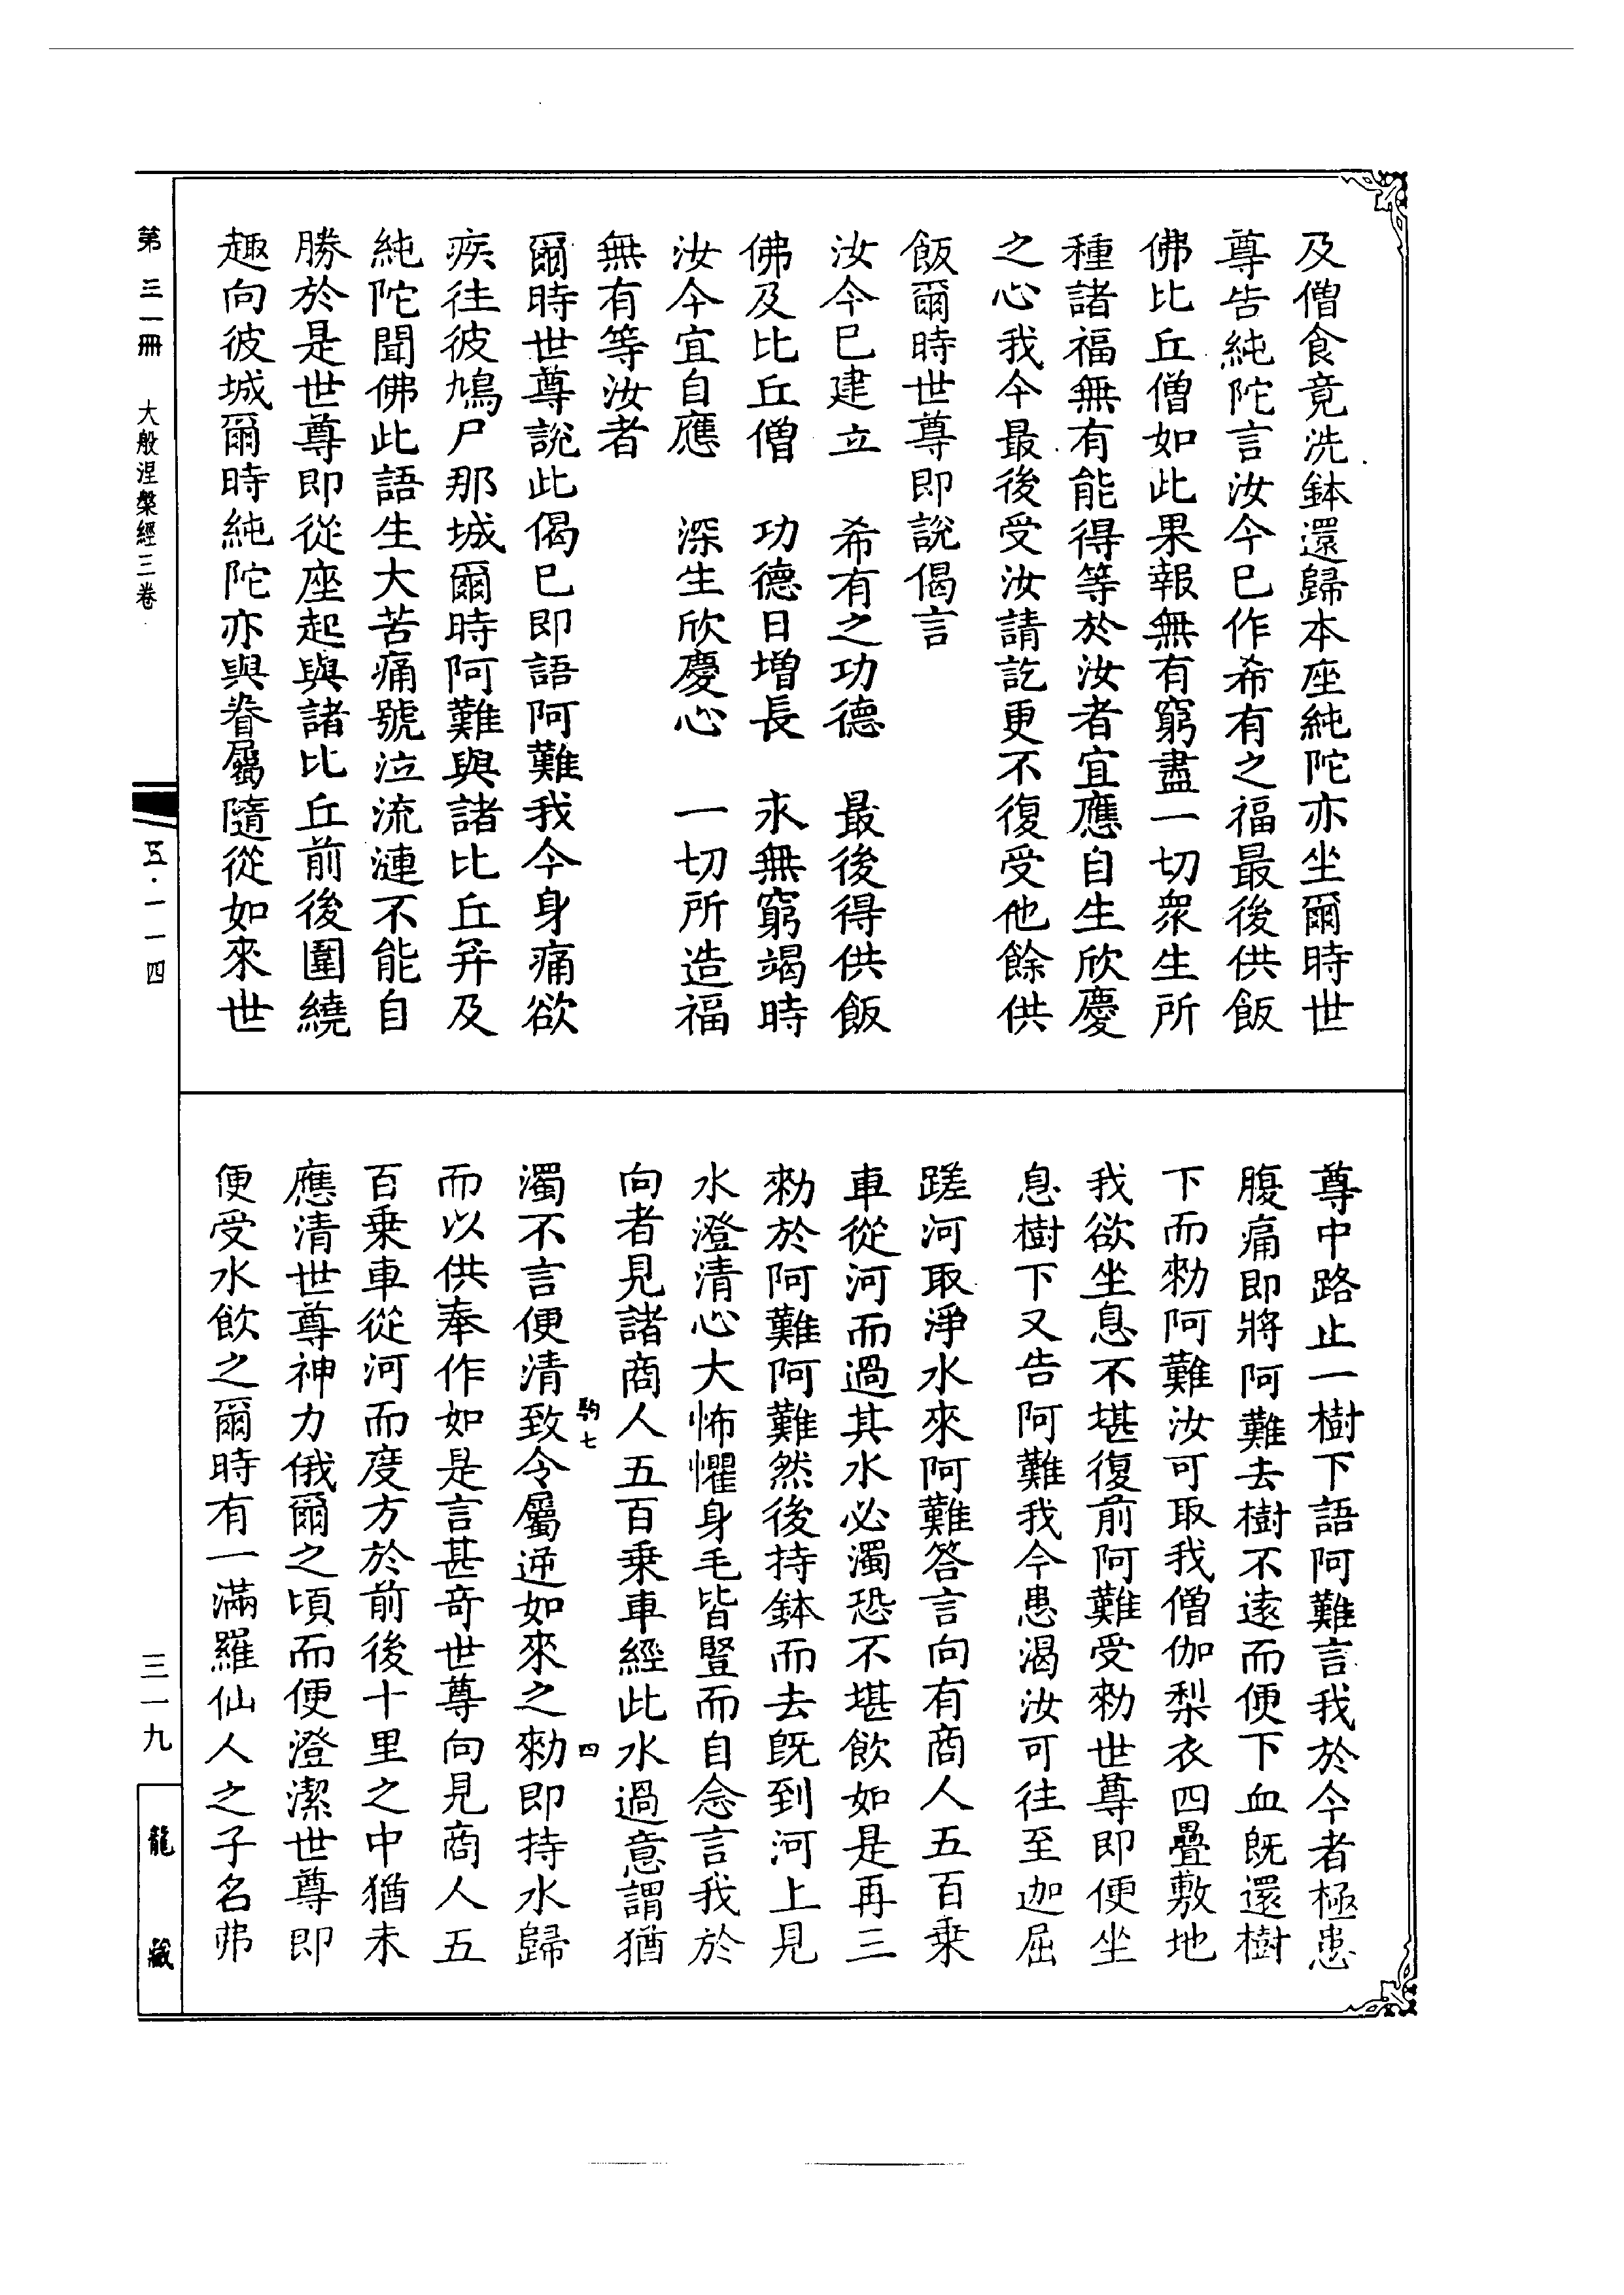 及僧食竟洗鉢還歸本座純陀亦坐爾時世
尊告純陀言汝今巳作希有之福最後供飯
佛比丘僧如此果報無有窮盡一切衆生所
種諸福無有能得等於汝者宜應自生欣慶
之心我今最後受汝請訖更不復受他餘供
飯爾時世尊即說偈言
汝今巳建立　希有之功德　最後得供飯
佛及比丘僧　功德日增長　永無窮竭時
汝今宜自應　深生欣慶心　一切所造福
無有等汝者
爾時世尊說此偈巳即語阿難我今身痛欲
疾往彼鳩尸那城爾時阿難與諸比丘并及
純陀聞佛此語生大苦痛號泣流漣不能自
勝於是世尊即從座起與諸比丘前後圍繞
趣向彼城爾時純陀亦與眷屬隨從如來世
尊中路止一樹下語阿難言我於今者極患
腹痛即將阿難去樹不遠而便下血旣還樹
下而勑阿難汝可取我僧伽梨衣四疊敷地
我欲坐息不堪復前阿難受勑世尊即便坐
息樹下又告阿難我今患渴汝可往至迦屈
蹉河取淨水來阿難答言向有商人五百乘
車從河而過其水必濁恐不堪飲如是再三
勑於阿難阿難然後持鉢而去旣到河上見
水澄清心大怖懼身毛皆豎而自念言我於
向者見諸商人五百乘車經此水過意謂猶
濁不言便清致令屬逆如來之勑即持水歸
駒七
四
而以供奉作如是言甚奇世尊向見商人五
百乘車從河而度方於前後十里之中猶未
應清世尊神力俄爾之頃而便澄潔世尊即
便受水飲之爾時有一滿羅仙人之子名弗
第三一冊　大般涅槃經三卷
五·一一四
三一九
龍藏